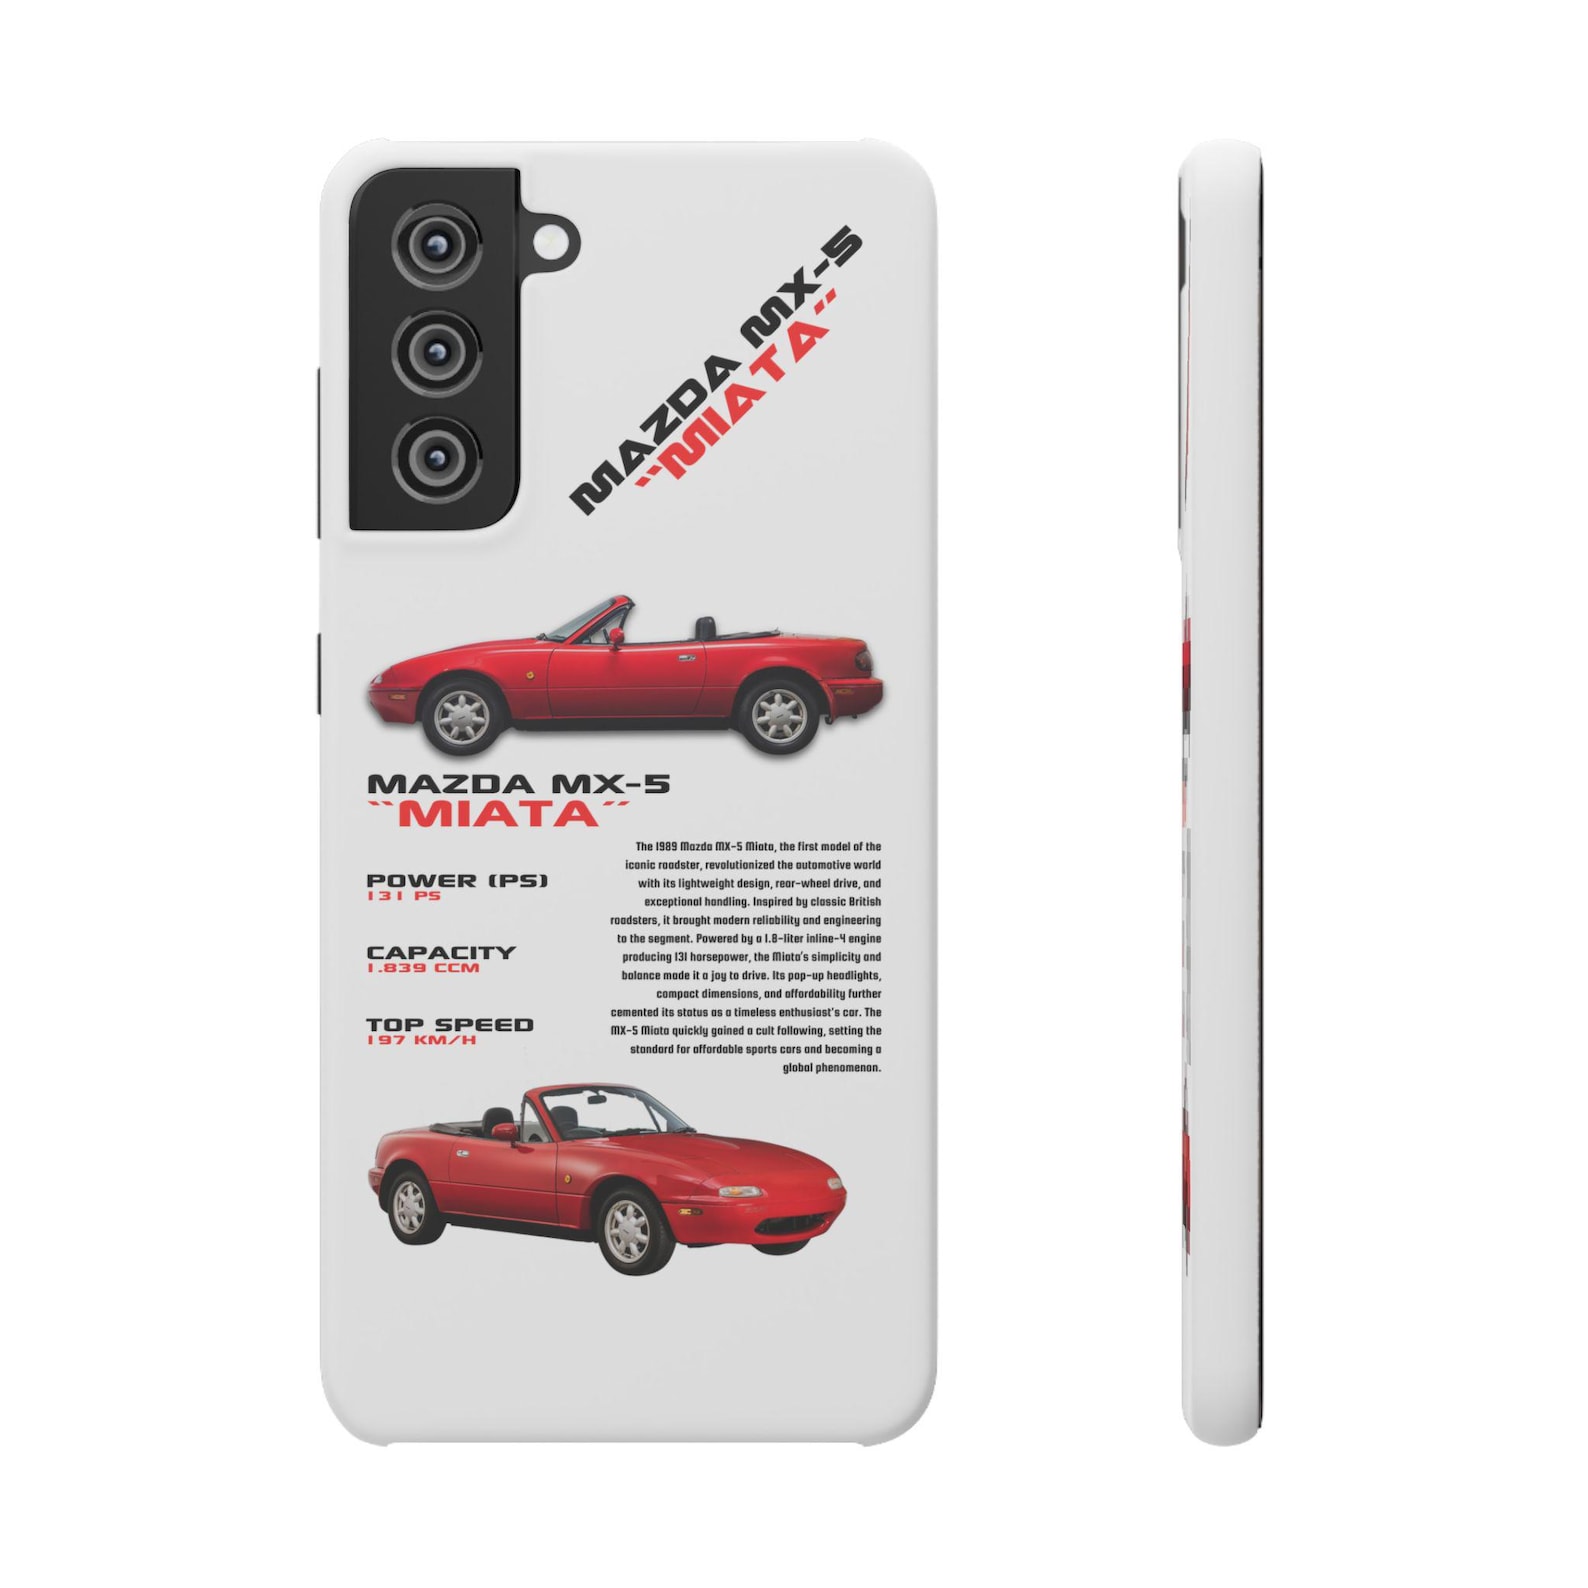 MAZDA MX-5
"MIATA"
MAZDA MX-5
"MIATA"
POWER (PS)
131 PS
CAPACITY
1.839 CCM
TOP SPEED
197 KM/H
The 1989 Mazda MX-5 Miata, the first model of the
iconic roadster, revolutionized the automotive world
with its lightweight design, rear-wheel drive, and
exceptional handling. Inspired by classic British
roadsters, it brought modern reliability and engineering
to the segment. Powered by a 1.8-liter inline-4 engine
producing 131 horsepower, the Miata's simplicity and
balance made it a joy to drive. Its pop-up headlights,
compact dimensions, and affordability further
cemented its status as a timeless enthusiast's car. The
MX-5 Miata quickly gained a cult following, setting the
standard for affordable sports cars and becoming a
global phenomenon.